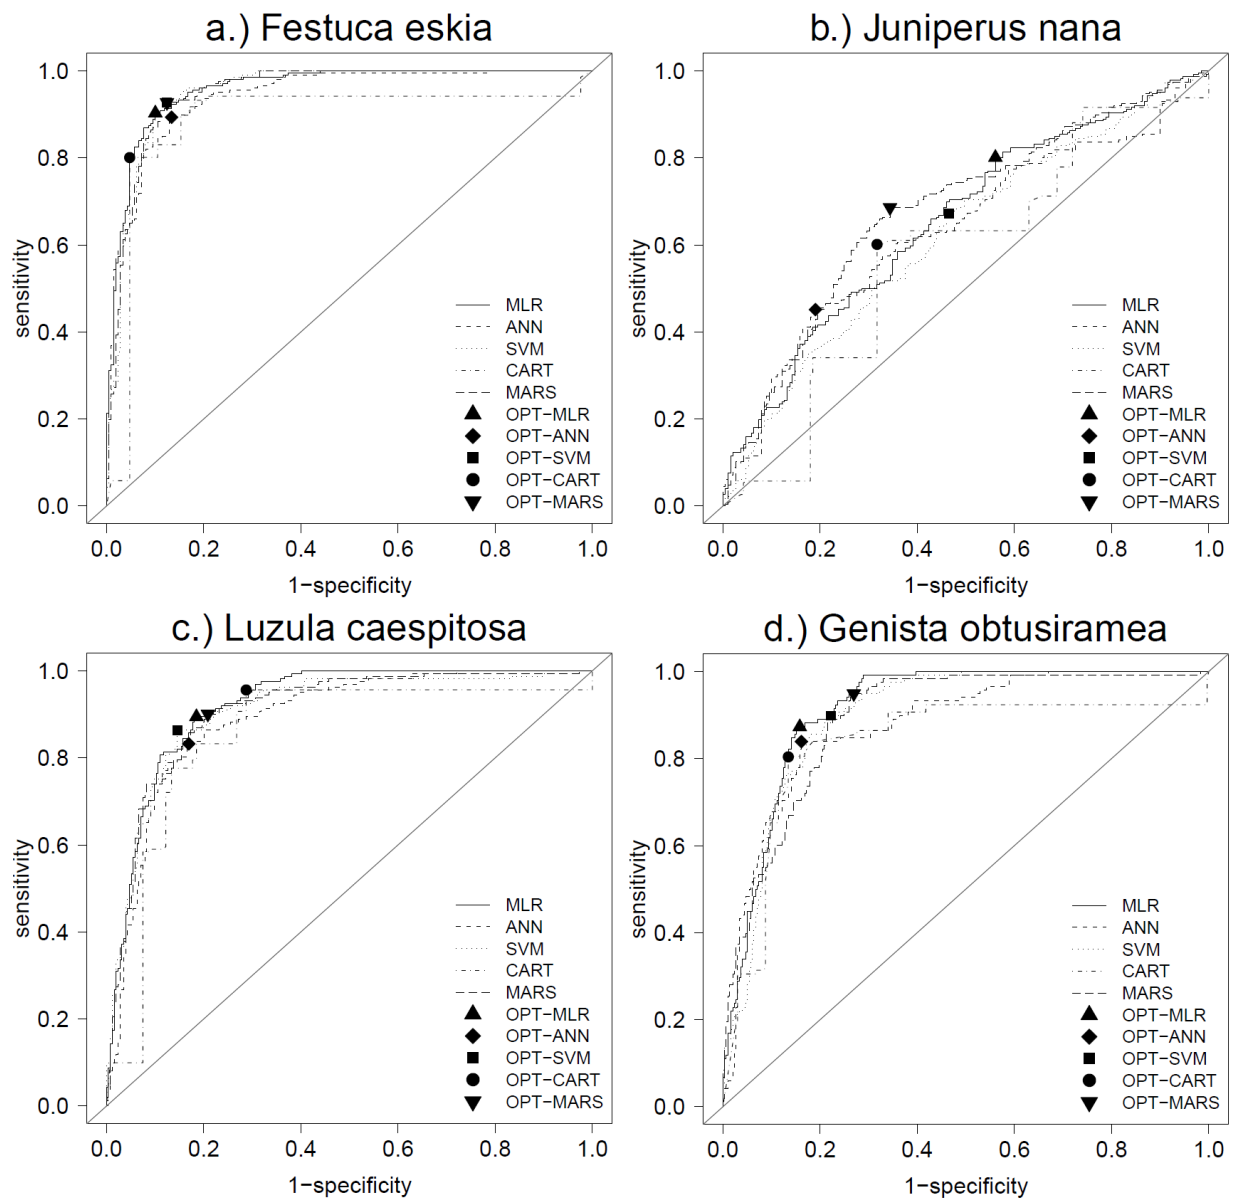 a.) Festuca eskia
1.0
0.8
0.6
0.4
0.2
0.0
sensitivity
MLR
ANN
SVM
CART
MARS
OPT−MLR
OPT−ANN
OPT−SVM
OPT−CART
OPT−MARS
0.0 0.2 0.4 0.6 0.8 1.0
1−specificity
b.) Juniperus nana
1.0
0.8
0.6
0.4
0.2
0.0
sensitivity
MLR
ANN
SVM
CART
MARS
OPT−MLR
OPT−ANN
OPT−SVM
OPT−CART
OPT−MARS
0.0 0.2 0.4 0.6 0.8 1.0
1−specificity
c.) Luzula caespitosa
1.0
0.8
0.6
0.4
0.2
0.0
sensitivity
MLR
ANN
SVM
CART
MARS
OPT−MLR
OPT−ANN
OPT−SVM
OPT−CART
OPT−MARS
0.0 0.2 0.4 0.6 0.8 1.0
1−specificity
d.) Genista obtusiramea
1.0
0.8
0.6
0.4
0.2
0.0
sensitivity
MLR
ANN
SVM
CART
MARS
OPT−MLR
OPT−ANN
OPT−SVM
OPT−CART
OPT−MARS
0.0 0.2 0.4 0.6 0.8 1.0
1−specificity